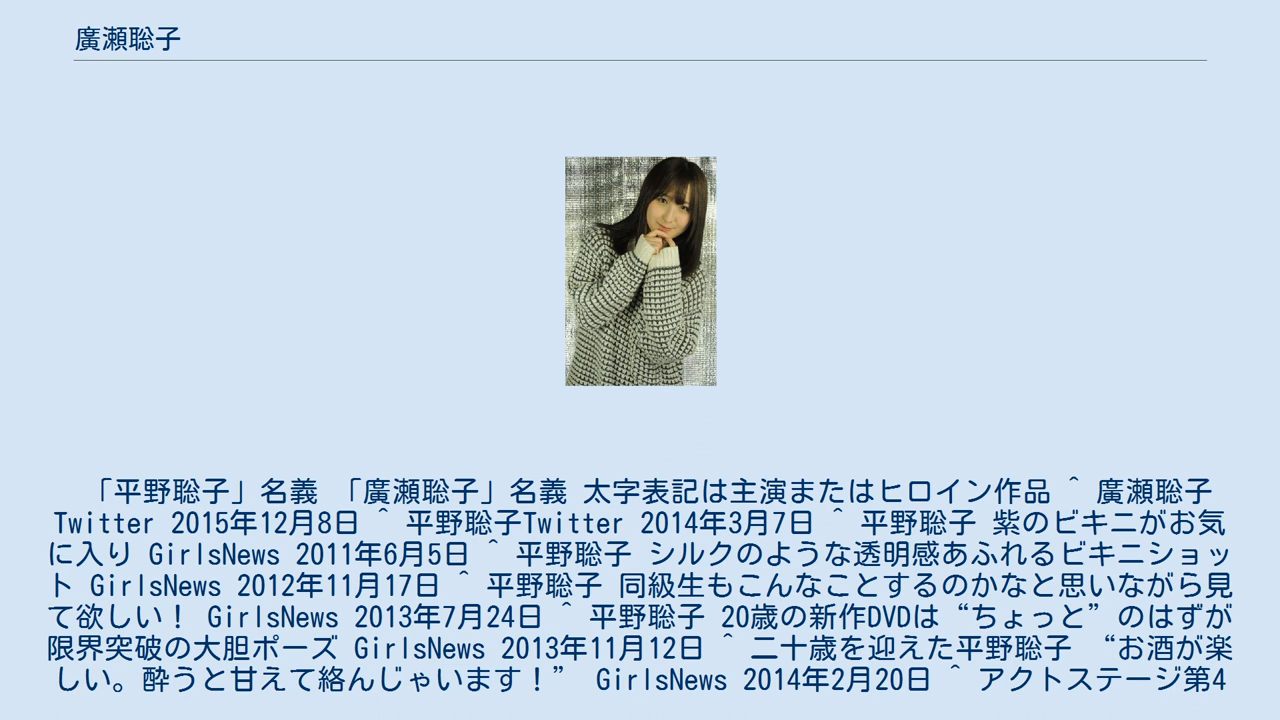 廣瀬聡子
「平野聡子」名義 「廣瀬聡子」名義 太字表記は主演またはヒロイン作品 ^ 廣瀬聡子
Twitter 2015年12月8日 ^ 平野聡子Twitter 2014年3月7日 ^ 平野聡子 紫のビキニがお気
に入り GirlsNews 2011年6月5日 ^ 平野聡子 シルクのような透明感あふれるビキニショッ
ト GirlsNews 2012年11月17日 ^ 平野聡子 同級生もこんなことするのかなと思いながら見
て欲しい！ GirlsNews 2013年7月24日 ^ 平野聡子 20歳の新作DVDは“ちょっと”のはずが
限界突破の大胆ポーズ GirlsNews 2013年11月12日 ^ 二十歳を迎えた平野聡子 “お酒が楽
しい。酔うと甘えて絡んじゃいます！” GirlsNews 2014年2月20日 ^ アクトステージ第4